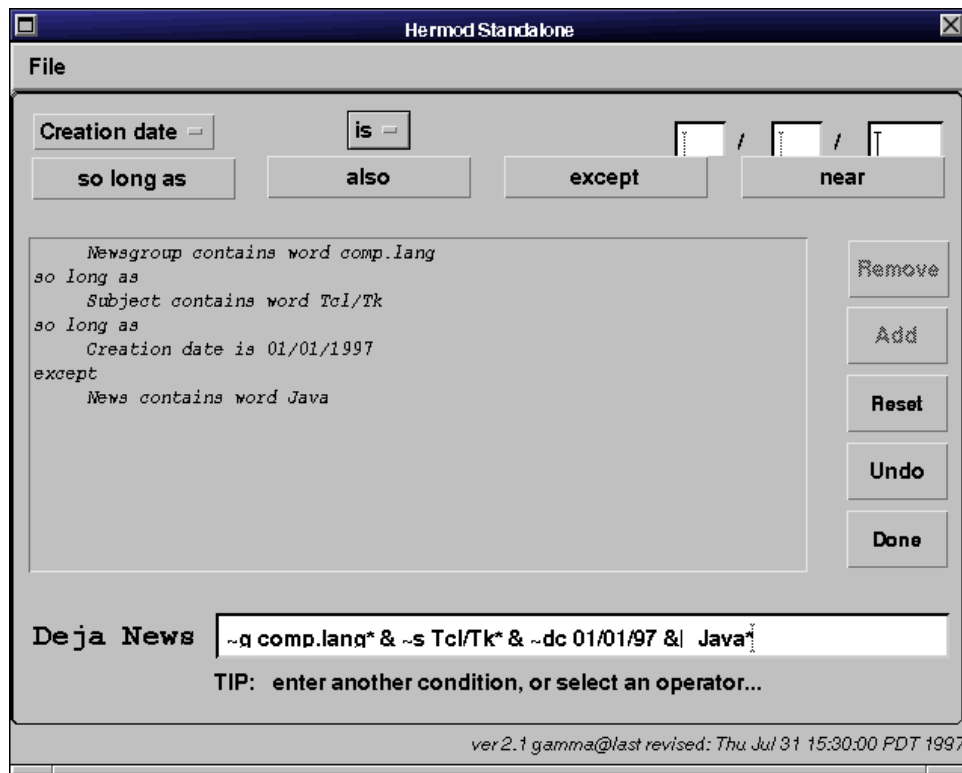 Hermod Standalone
File
Creation date is / /
so long as also except near
Newsgroup contains word comp.lang
so long as
Subject contains word Tcl/Tk
so long as
Creation date is 01/01/1997
except
News contains word Java
Remove
Add
Reset
Undo
Done
Deja News ~g comp.lang* & ~s Tcl/Tk* & ~dc 01/01/97 &| Java*
TIP: enter another condition, or select an operator...
ver 2.1 gamma@last revised: Thu Jul 31 15:30:00 PDT 1997